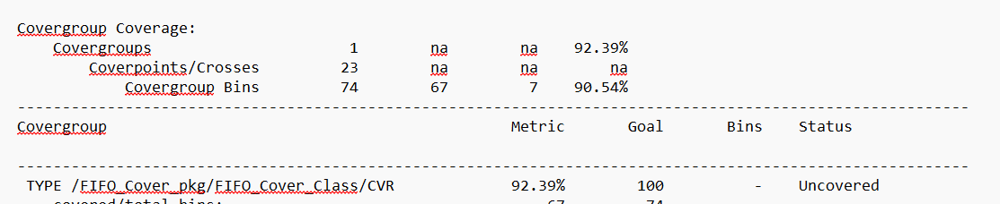 Covergroup Coverage:
Covergroups 1 na na 92.39%
Coverpoints/Crosses 23 na na na
Covergroup Bins 74 67 7 90.54%
----------------------------------------------------------------------------------------------------------
Covergroup Metric Goal Bins Status
----------------------------------------------------------------------------------------------------------
TYPE /FIFO_Cover_pkg/FIFO_Cover_Class/CVR 92.39% 100 - Uncovered
covered/total bins: 67 74